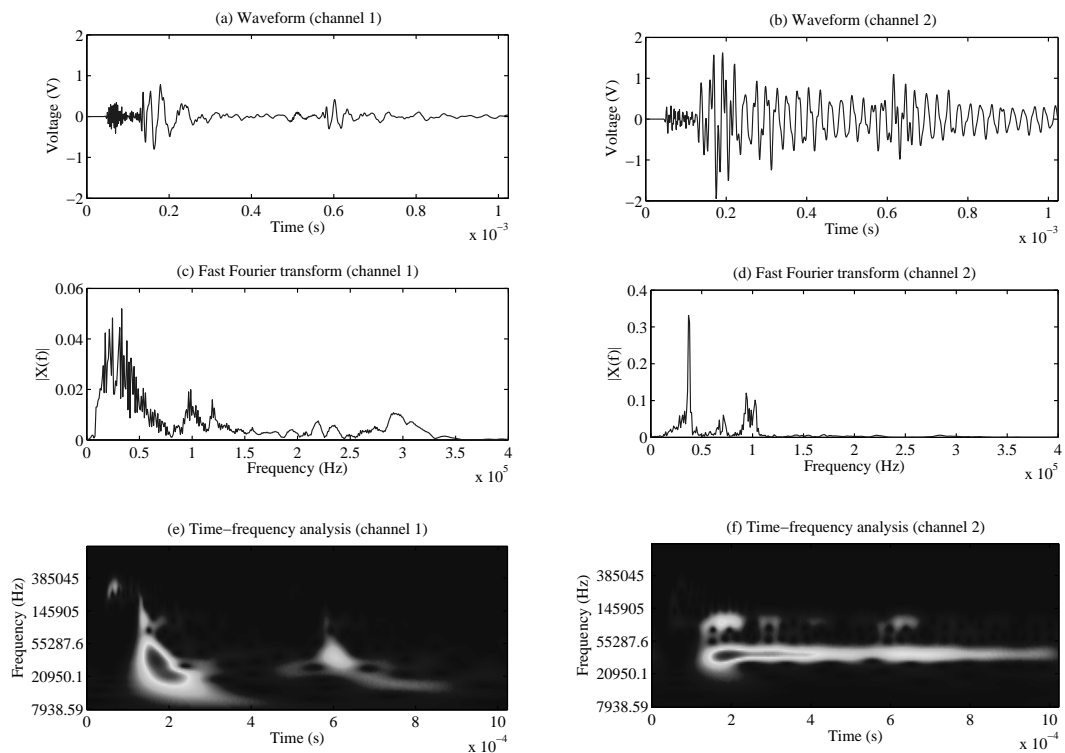 (a) Waveform (channel 1)
2
1
0
−1
−2
Voltage (V)
0
0.2
0.4
0.6
0.8
1
Time (s)
x 10⁻³
(b) Waveform (channel 2)
2
1
0
−1
−2
Voltage (V)
0
0.2
0.4
0.6
0.8
1
Time (s)
x 10⁻³
(c) Fast Fourier transform (channel 1)
0.06
0.04
0.02
0
|X(f)|
0
0.5
1
1.5
2
2.5
3
3.5
4
Frequency (Hz)
x 10⁵
(d) Fast Fourier transform (channel 2)
0.4
0.3
0.2
0.1
0
|X(f)|
0
0.5
1
1.5
2
2.5
3
3.5
4
Frequency (Hz)
x 10⁵
(e) Time−frequency analysis (channel 1)
385045
145905
55287.6
20950.1
7938.59
Frequency (Hz)
0
2
4
6
8
10
Time (s)
x 10⁻⁴
(f) Time−frequency analysis (channel 2)
385045
145905
55287.6
20950.1
7938.59
Frequency (Hz)
0
2
4
6
8
10
Time (s)
x 10⁻⁴